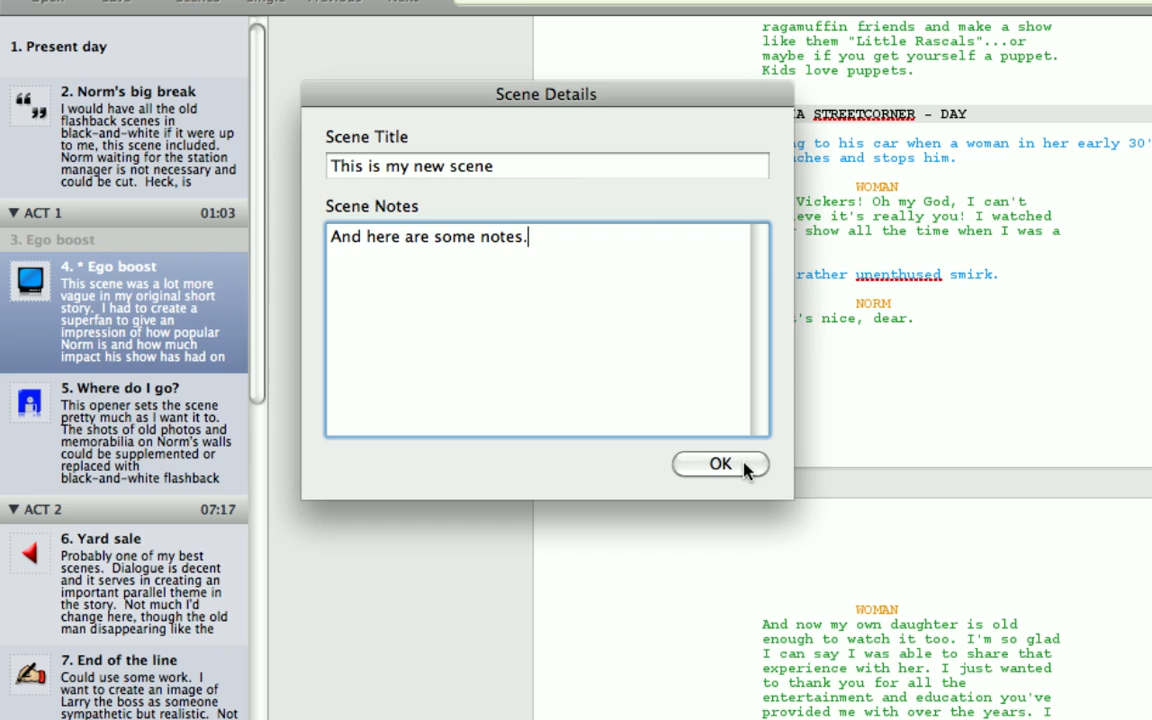 1. Present day
2. Norm's big break
I would have all the old
flashback scenes in
black-and-white if it were up
to me, this scene included.
Norm waiting for the station
manager is not necessary and
could be cut.  Heck, is
▼ ACT 1 01:03
3. Ego boost
4. * Ego boost
This scene was a lot more
vague in my original short
story.  I had to create a
superfan to give an
impression of how popular
Norm is and how much
impact his show has had on
5. Where do I go?
This opener sets the scene
pretty much as I want it to.
The shots of old photos and
memorabilia on Norm's walls
could be supplemented or
replaced with
black-and-white flashback
▼ ACT 2 07:17
6. Yard sale
Probably one of my best
scenes.  Dialogue is decent
and it serves in creating an
important parallel theme in
the story.  Not much I'd
change here, though the old
man disappearing like the
7. End of the line
Could use some work.  I
want to create an image of
Larry the boss as someone
sympathetic but realistic.  Not
Scene Details
Scene Title
This is my new scene
Scene Notes
And here are some notes.
OK
ragamuffin friends and make a show
like them "Little Rascals"...or
maybe if you get yourself a puppet.
Kids love puppets.
A STREETCORNER - DAY
g to his car when a woman in her early 30'
ches and stops him.
WOMAN
Vickers! Oh my God, I can't
eve it's really you! I watched
show all the time when I was a
rather unenthused smirk.
NORM
's nice, dear.
WOMAN
And now my own daughter is old
enough to watch it too. I'm so glad
I can say I was able to share that
experience with her. I just wanted
to thank you for all the
entertainment and education you've
provided me with over the years. I